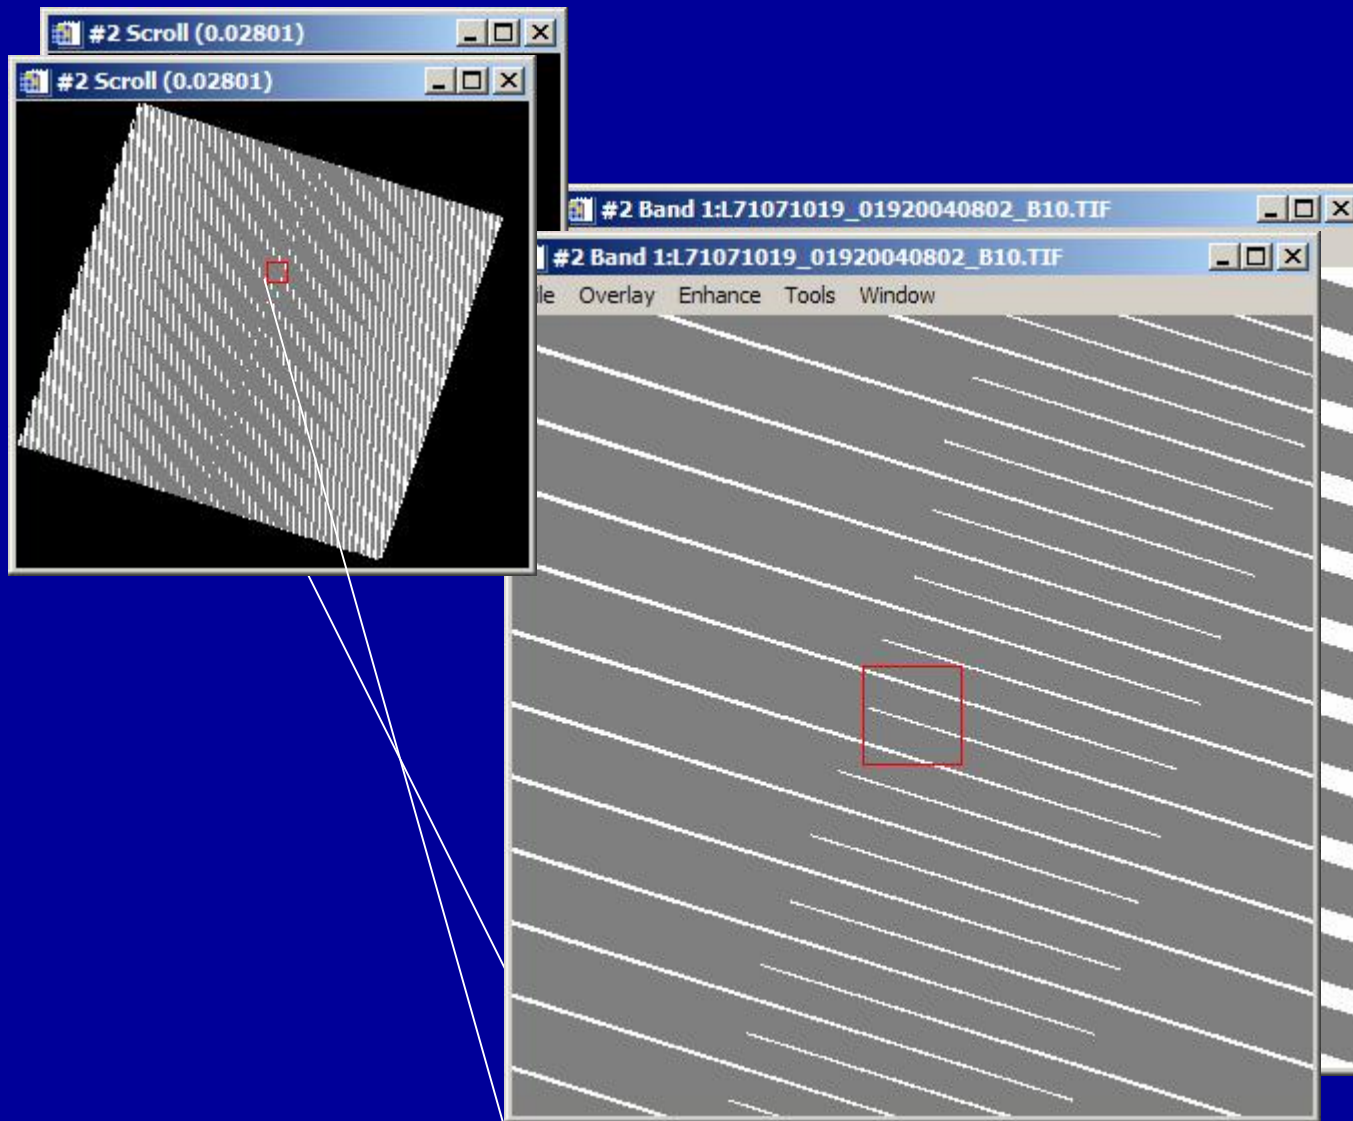 #2 Scroll (0.02801)
#2 Scroll (0.02801)
#2 Band 1:L71071019_01920040802_B10.TIF
#2 Band 1:L71071019_01920040802_B10.TIF
ile Overlay Enhance Tools Window